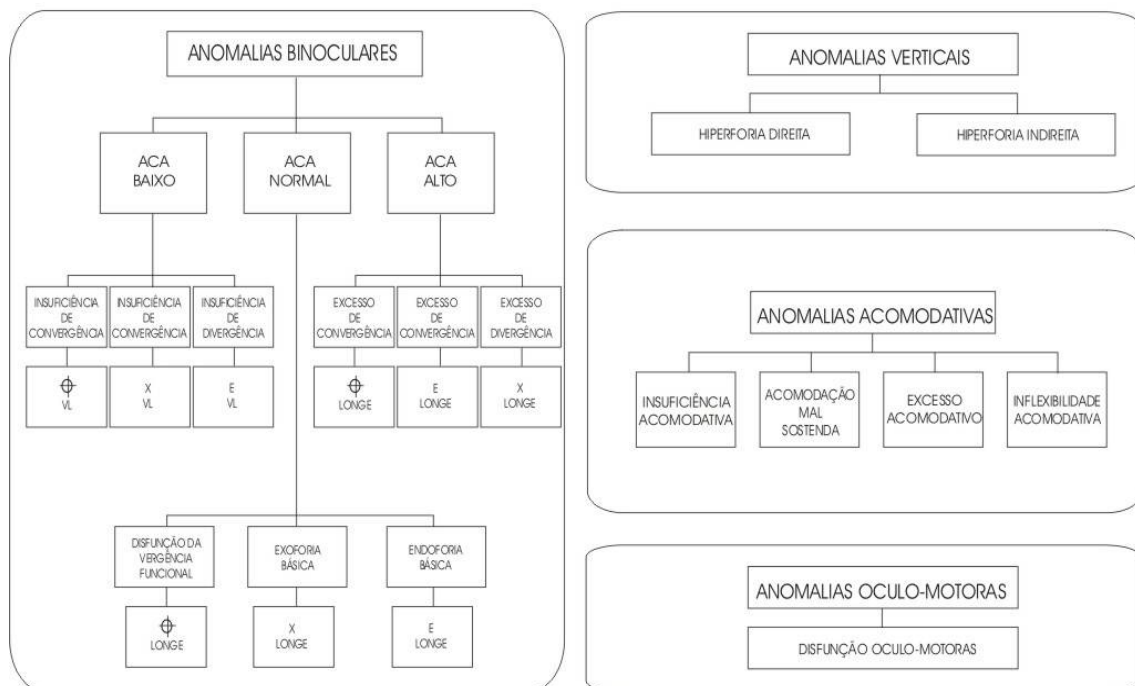 ANOMALIAS BINOCULARES
ACA
BAIXO
ACA
NORMAL
ACA
ALTO
INSUFICIÊNCIA
DE
CONVERGÊNCIA
INSUFICIÊNCIA
DE
CONVERGÊNCIA
INSUFICIÊNCIA
DE
DIVERGÊNCIA
EXCESSO
DE
CONVERGÊNCIA
EXCESSO
DE
CONVERGÊNCIA
EXCESSO
DE
DIVERGÊNCIA
VL
X
VL
E
VL
LONGE
E
LONGE
X
LONGE
DISFUNÇÃO DA
VERGÊNCIA
FUNCIONAL
EXOFORIA
BÁSICA
ENDOFORIA
BÁSICA
LONGE
X
LONGE
E
LONGE
ANOMALIAS VERTICAIS
HIPERFORIA DIREITA
HIPERFORIA INDIREITA
ANOMALIAS ACOMODATIVAS
INSUFICIÊNCIA
ACOMODATIVA
ACOMODAÇÃO
MAL
SOSTENDA
EXCESSO
ACOMODATIVO
INFLEXIBILIDADE
ACOMODATIVA
ANOMALIAS OCULO-MOTORAS
DISFUNÇÃO OCULO-MOTORAS